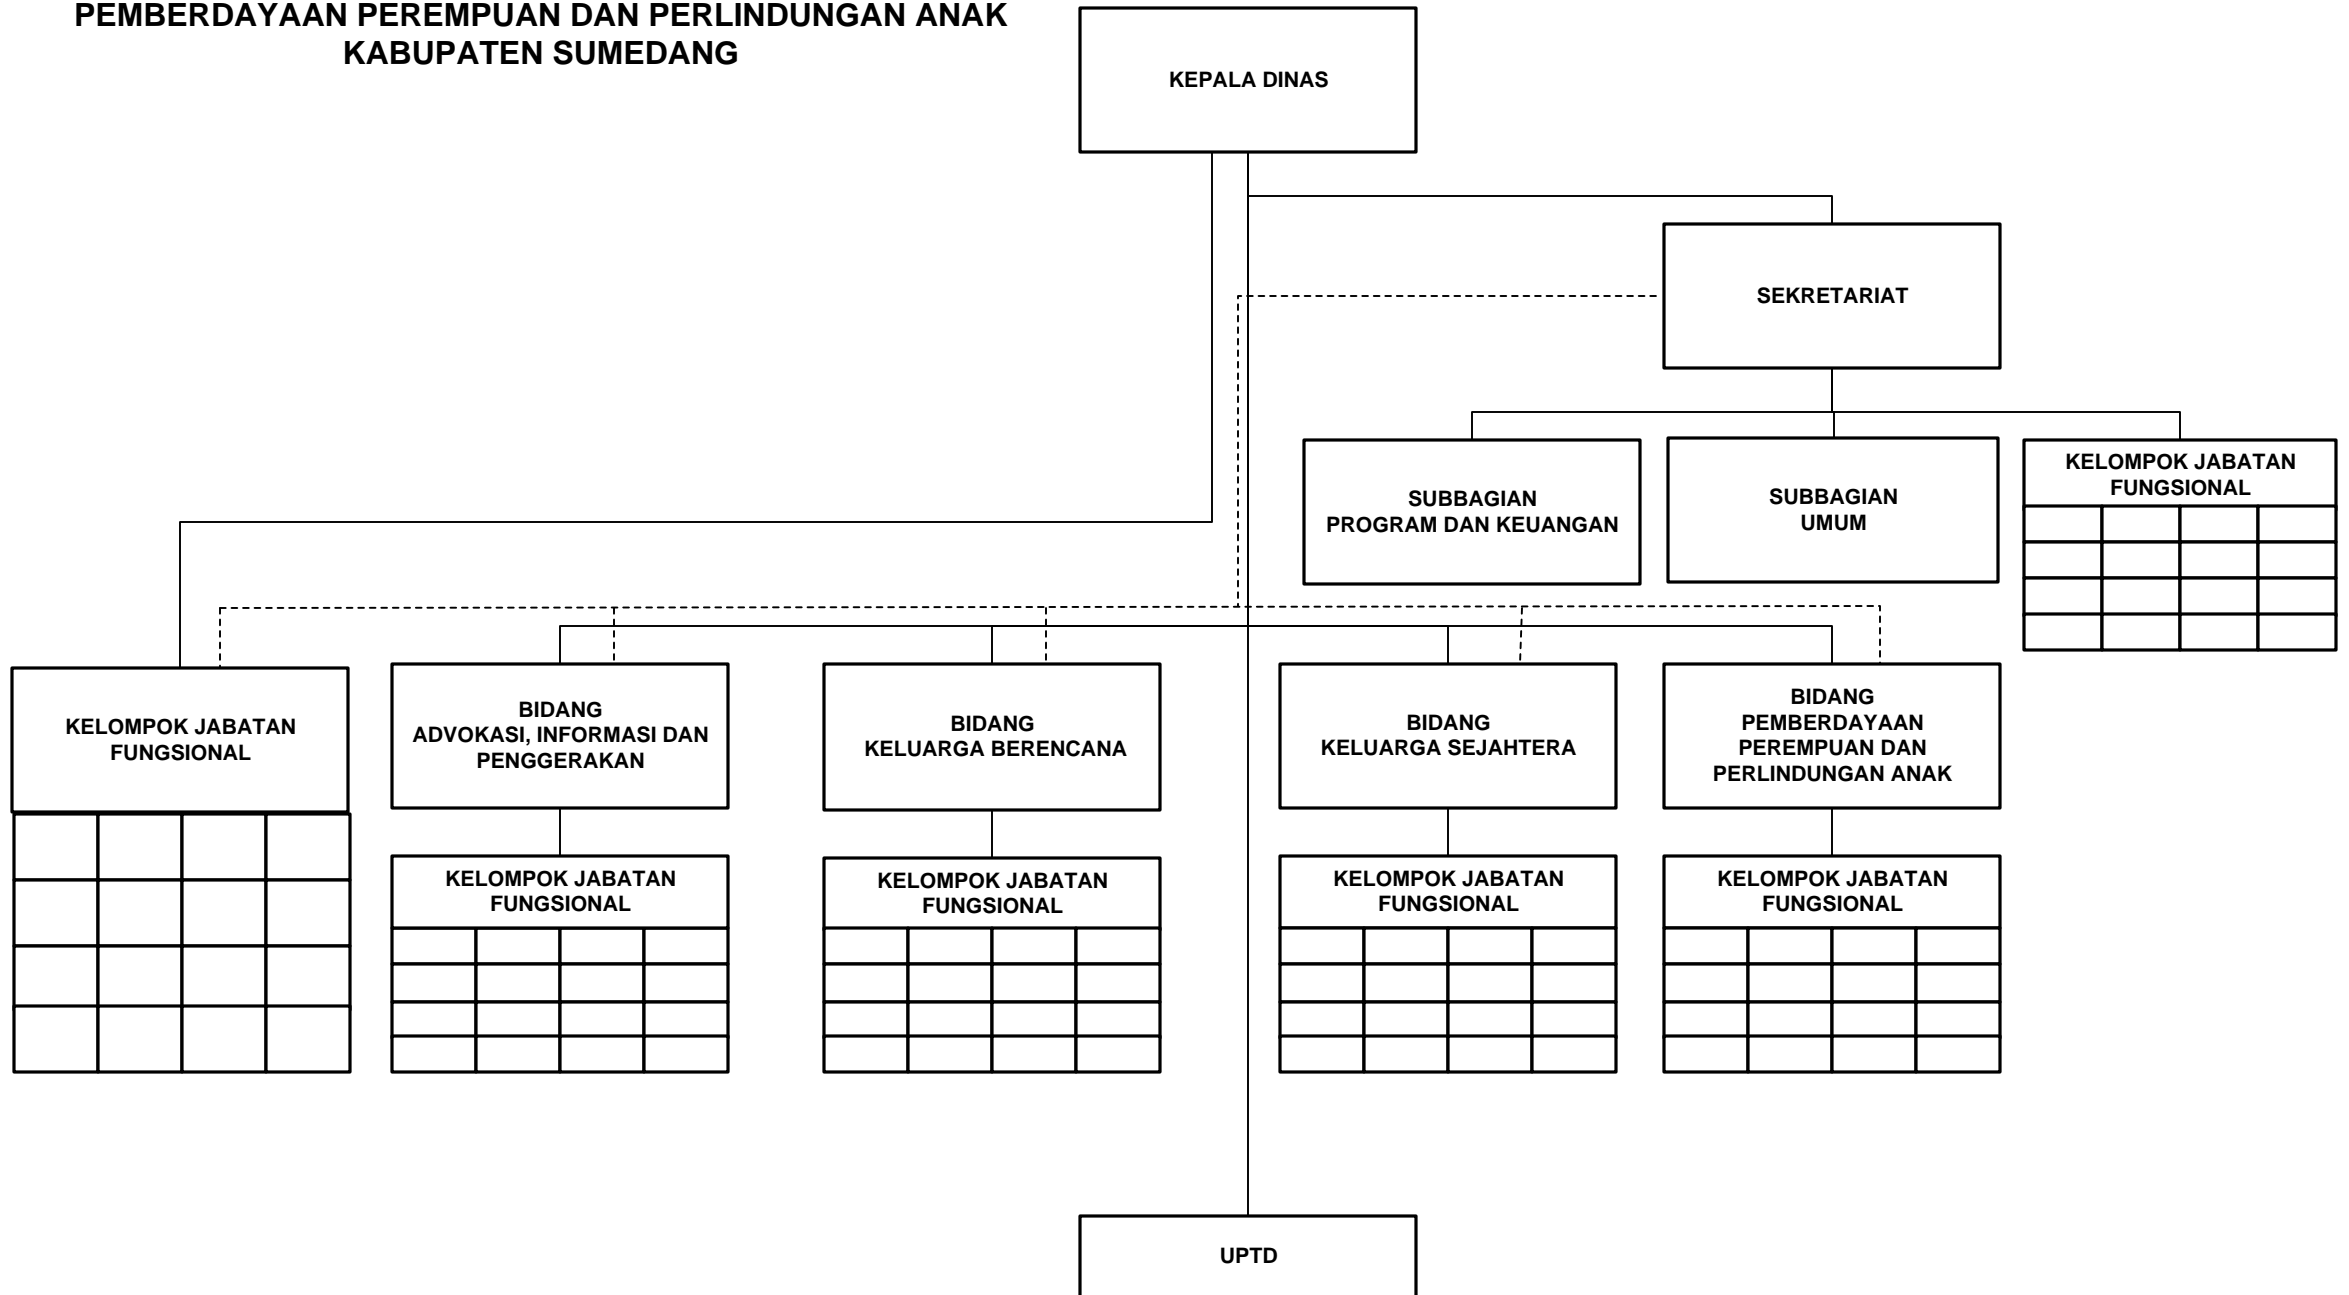 PEMBERDAYAAN PEREMPUAN DAN PERLINDUNGAN ANAK
KABUPATEN SUMEDANG
KEPALA DINAS
SEKRETARIAT
SUBBAGIAN
PROGRAM DAN KEUANGAN
SUBBAGIAN
UMUM
KELOMPOK JABATAN
FUNGSIONAL
KELOMPOK JABATAN
FUNGSIONAL
BIDANG
ADVOKASI, INFORMASI DAN
PENGGERAKAN
BIDANG
KELUARGA BERENCANA
BIDANG
KELUARGA SEJAHTERA
BIDANG
PEMBERDAYAAN
PEREMPUAN DAN
PERLINDUNGAN ANAK
KELOMPOK JABATAN
FUNGSIONAL
KELOMPOK JABATAN
FUNGSIONAL
KELOMPOK JABATAN
FUNGSIONAL
KELOMPOK JABATAN
FUNGSIONAL
UPTD